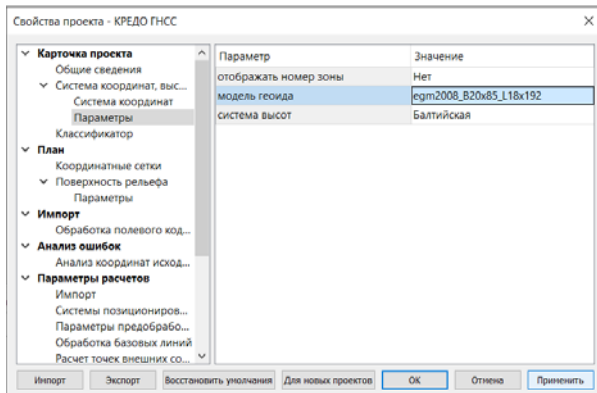 Свойства проекта - КРЕДО ГНСС
Карточка проекта
Общие сведения
Система координат, выс...
Система координат
Параметры
Классификатор
План
Координатные сетки
Поверхность рельефа
Параметры
Импорт
Обработка полевого код...
Анализ ошибок
Анализ координат исход...
Параметры расчетов
Импорт
Системы позициониров...
Параметры предобрабо...
Обработка базовых линий
Расчет точек внешних со...
Параметр Значение
отображать номер зоны Нет
модель геоида egm2008_B20x85_L18x192
система высот Балтийская
Импорт Экспорт Восстановить умолчания Для новых проектов ОК Отмена Применить